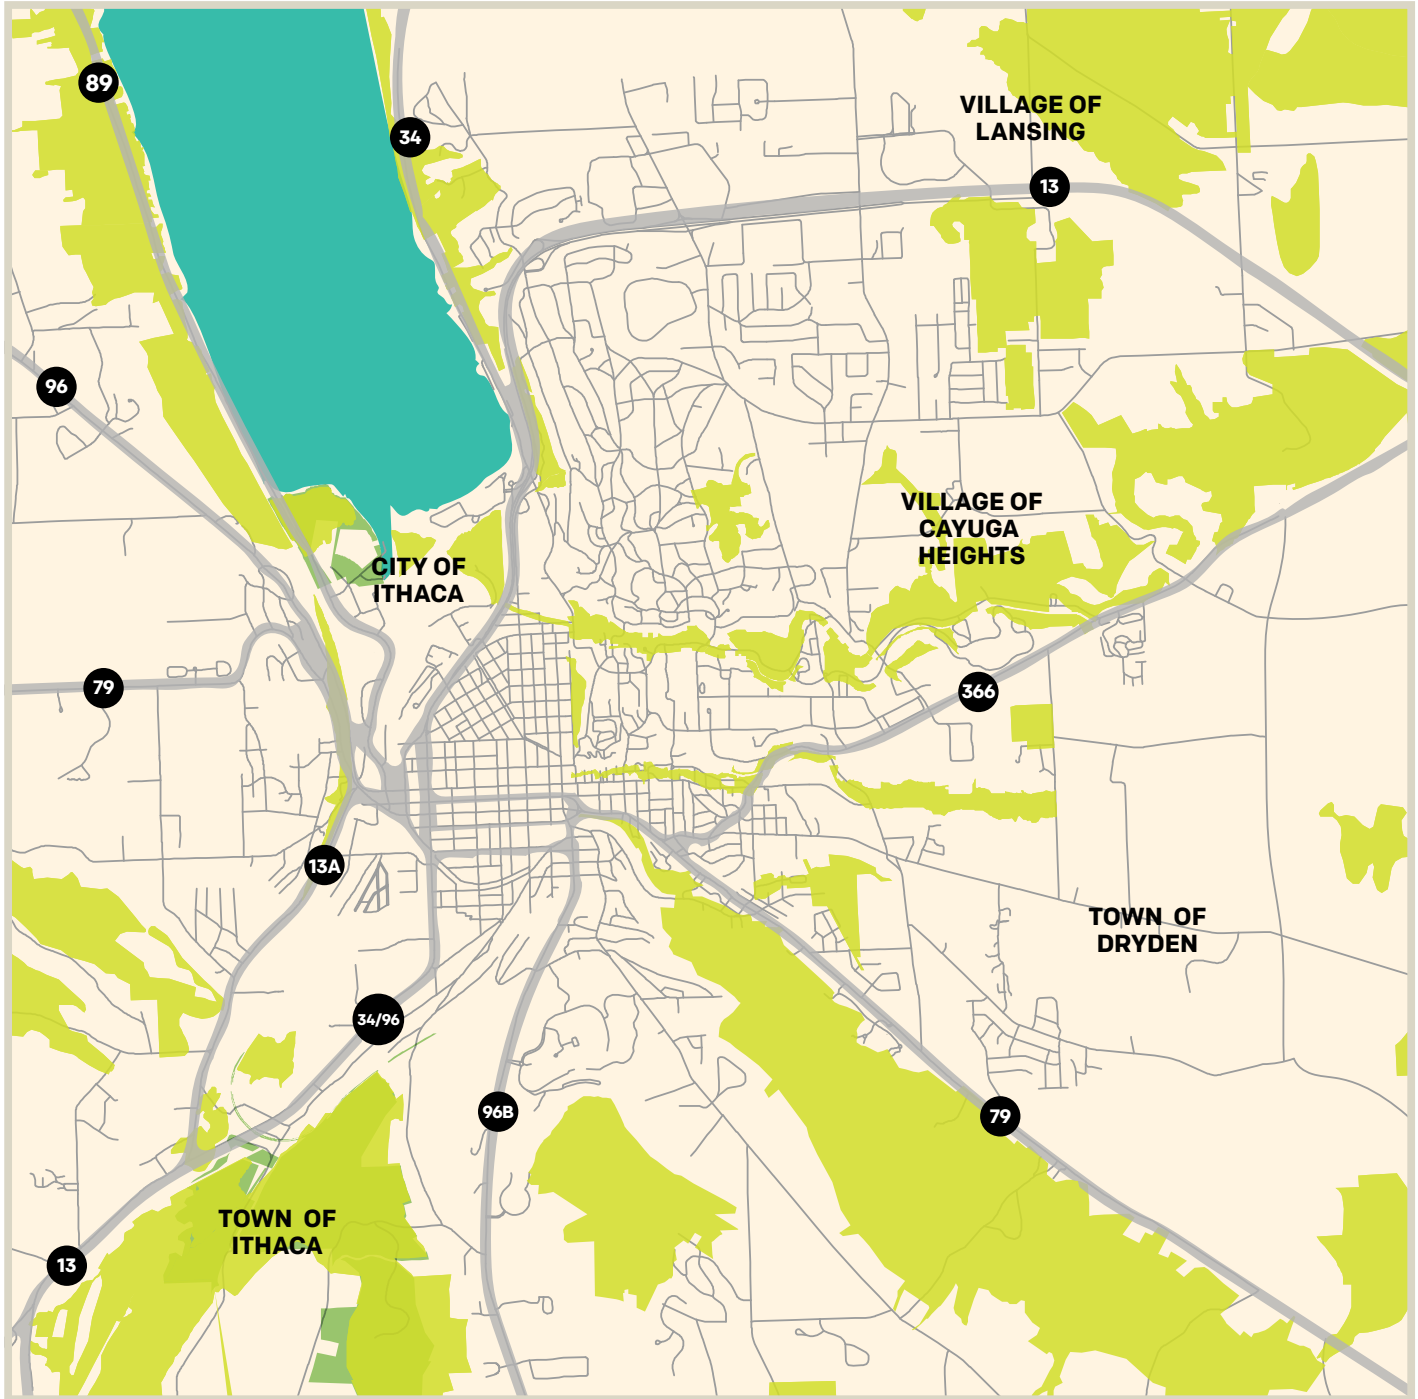 89
34
VILLAGE OF
LANSING
13
96
VILLAGE OF
CAYUGA
HEIGHTS
CITY OF
ITHACA
79
366
13A
TOWN OF
DRYDEN
34/96
96B
79
TOWN OF
ITHACA
13